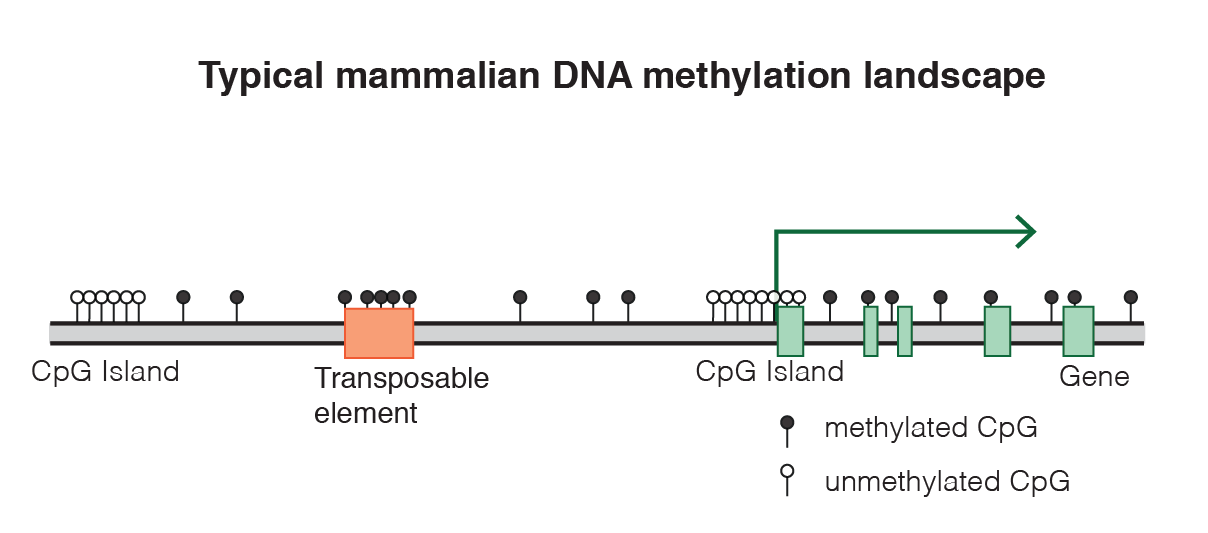 Typical mammalian DNA methylation landscape
CpG Island
Transposable
element
CpG Island
Gene
methylated CpG
unmethylated CpG